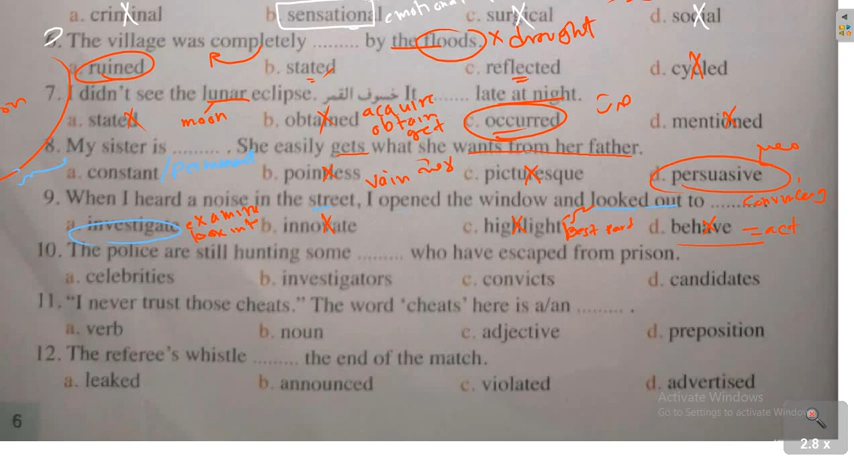 a. criminal b. sensational emotional c. surgical d. social
6. The village was completely ......... by the floods. x drought
a. ruined b. stated c. reflected d. cycled
7. I didn't see the lunar eclipse. خسوف القمر It ......... late at night.
moon acquire obtain get
a. stated b. obtained c. occurred d. mentioned
8. My sister is ......... . She easily gets what she wants from her father.
a. constant / permanent b. pointless vain c. picturesque d. persuasive
convincing
9. When I heard a noise in the street, I opened the window and looked out to ......
a. investigate examine b. innovate c. highlight Best d. behave = act
10. The police are still hunting some ......... who have escaped from prison.
a. celebrities b. investigators c. convicts d. candidates
11. “I never trust those cheats.” The word ‘cheats’ here is a/an ......... .
a. verb b. noun c. adjective d. preposition
12. The referee’s whistle ......... the end of the match.
a. leaked b. announced c. violated d. advertised
Activate Windows
Go to Settings to activate Windows
6
2.8 x